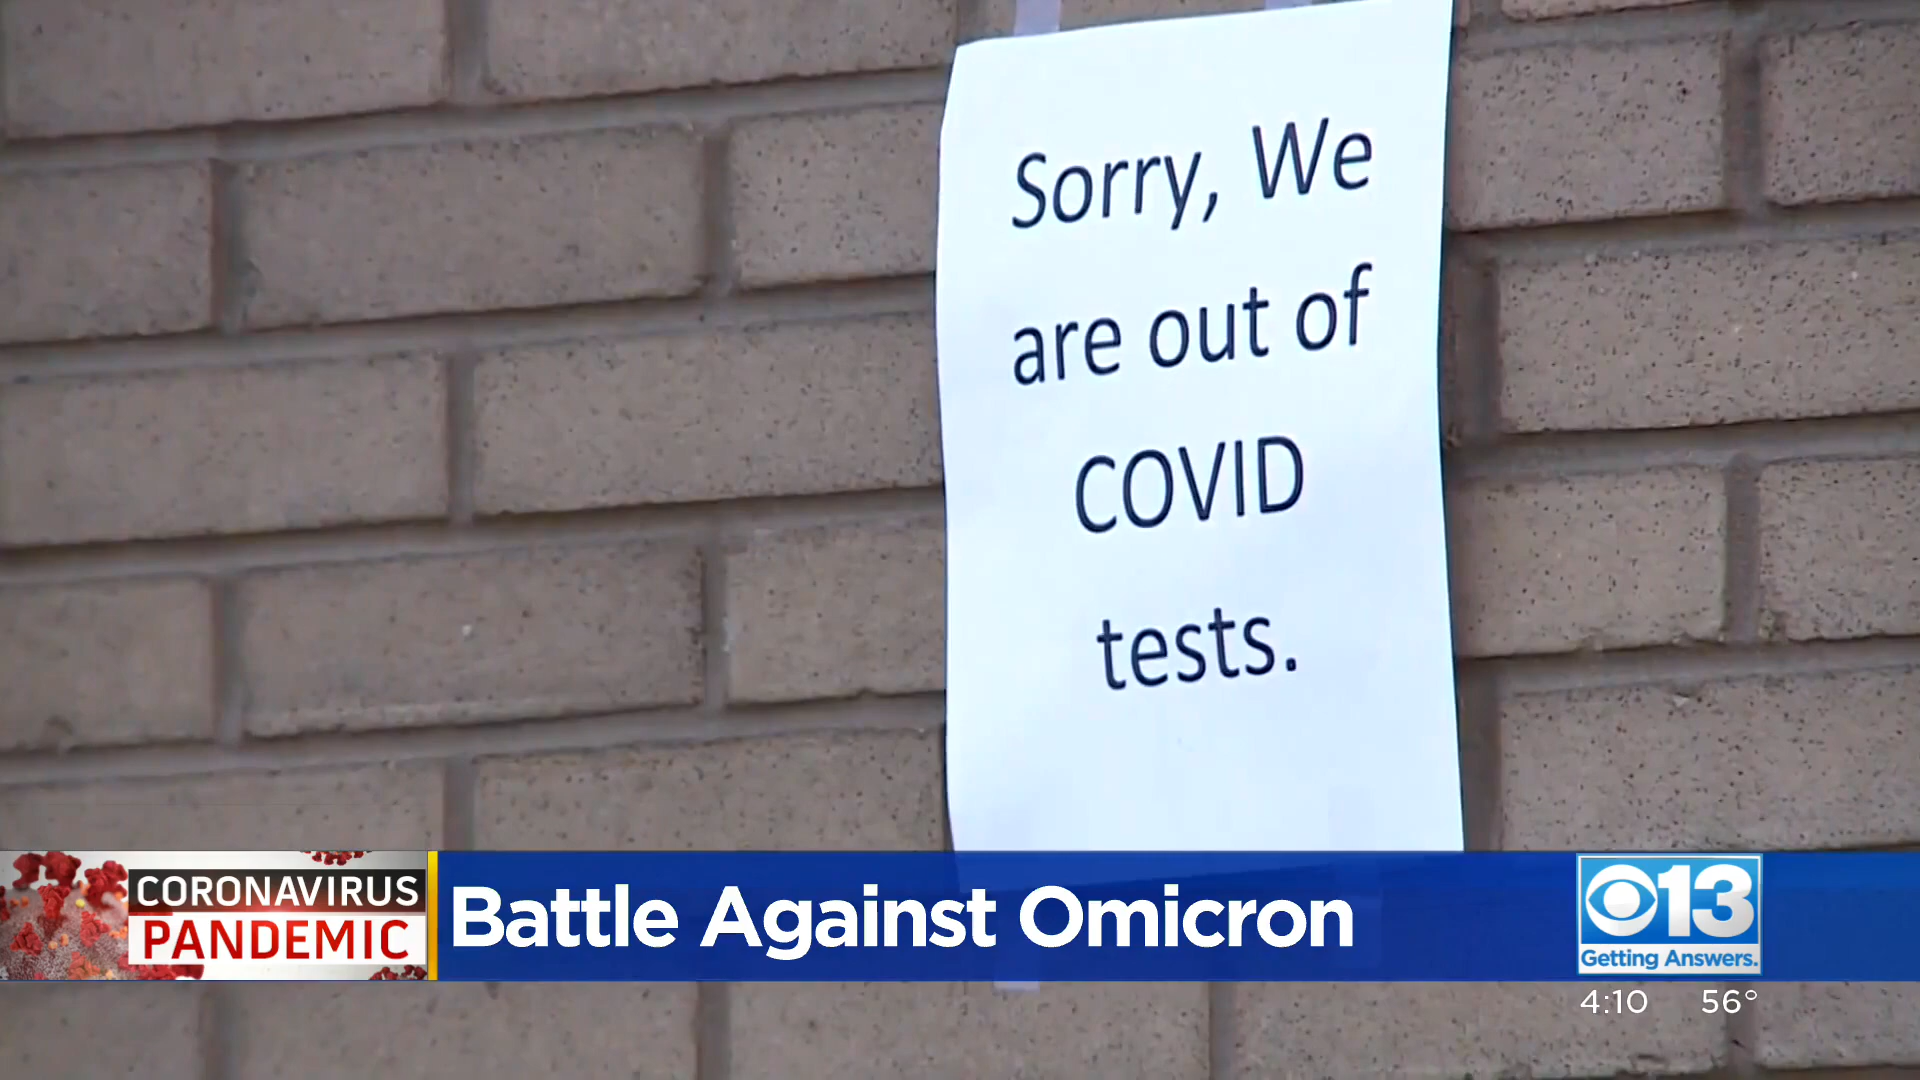 Sorry, We
are out of
COVID
tests.
CORONAVIRUS
PANDEMIC
Battle Against Omicron
13
Getting Answers.
4:10 56°